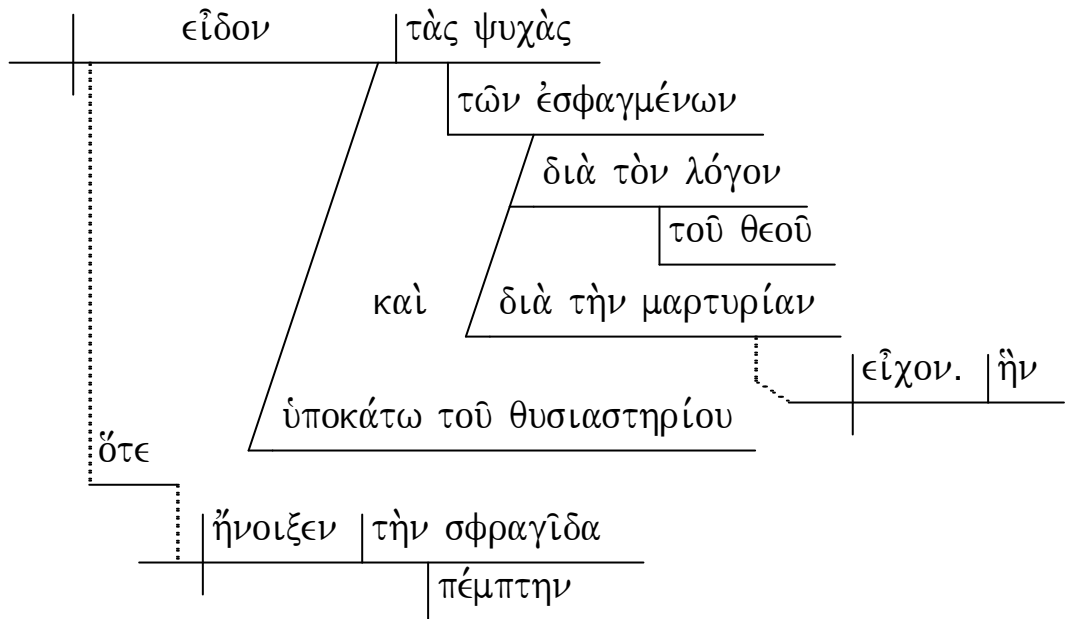 εἶδον τὰς ψυχὰς
τῶν ἐσφαγμένων
διὰ τὸν λόγον
τοῦ θεοῦ
καὶ διὰ τὴν μαρτυρίαν
εἶχον. ἣν
ὑποκάτω τοῦ θυσιαστηρίου
ὅτε
ἤνοιξεν τὴν σφραγῖδα
πέμπτην